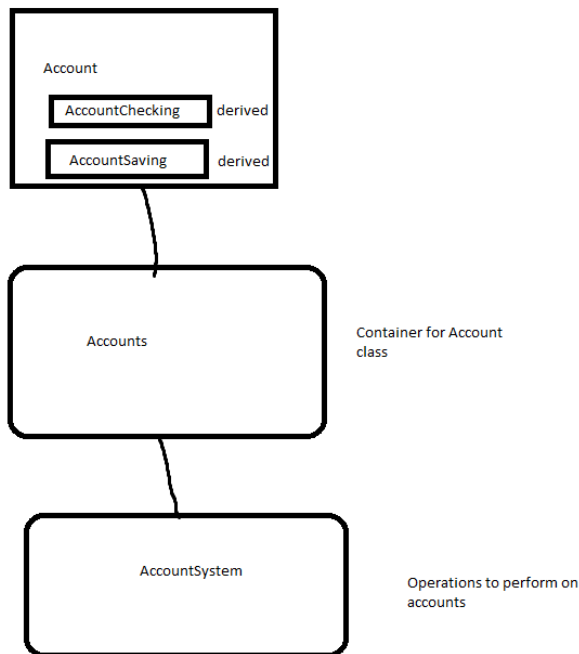 Account
AccountChecking derived
AccountSaving derived
Accounts
Container for Account
class
AccountSystem
Operations to perform on
accounts